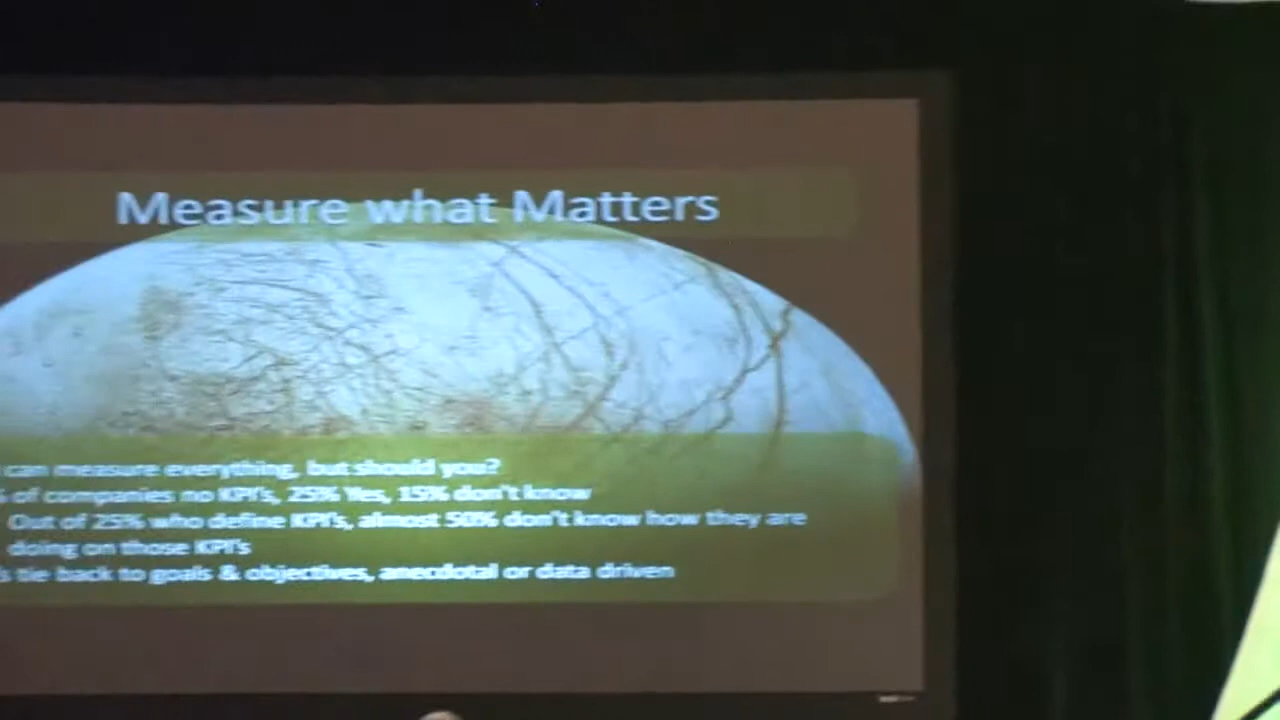 Measure what Matters
can measure everything, but should you?
of companies no KPI's, 25% Yes, 15% don't know
Out of 25% who define KPI's, almost 50% don't know how they are
doing on those KPI's
tie back to goals & objectives, anecdotal or data driven